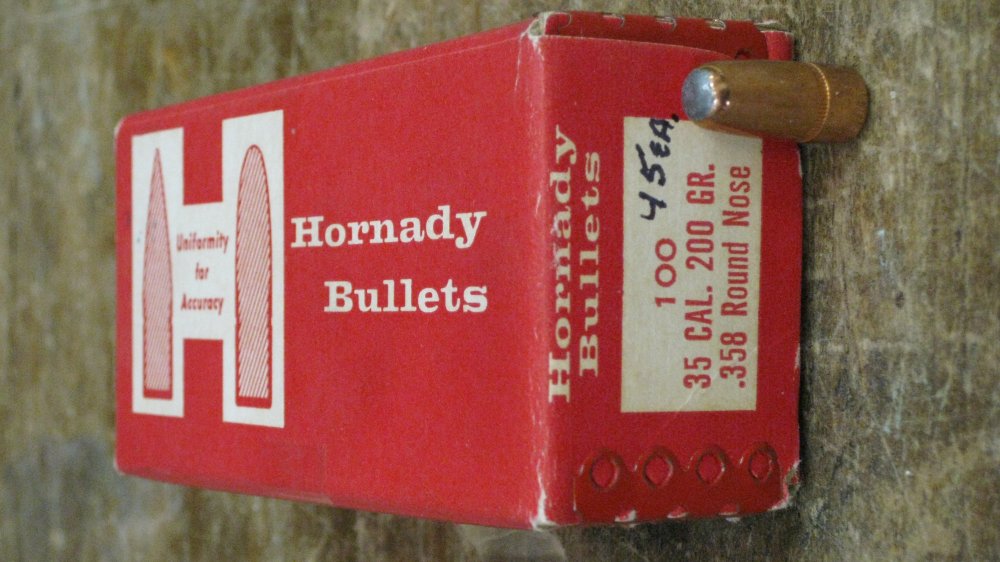 Uniformity
for
Accuracy
Hornady
Bullets
Hornady
Bullets
100 45 EA.
35 CAL. 200 GR.
.358 Round Nose